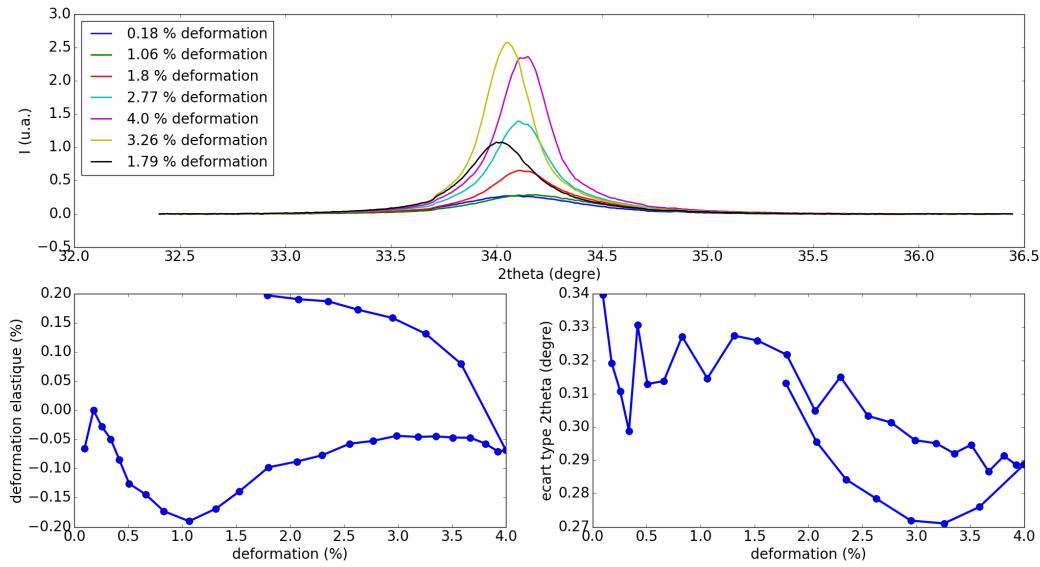 3.0
2.5
2.0
1.5
1.0
0.5
0.0
−0.5
I (u.a.)
0.18 % deformation
1.06 % deformation
1.8 % deformation
2.77 % deformation
4.0 % deformation
3.26 % deformation
1.79 % deformation
32.0 32.5 33.0 33.5 34.0 34.5 35.0 35.5 36.0 36.5
2theta (degre)
0.20
0.15
0.10
0.05
0.00
−0.05
−0.10
−0.15
−0.20
deformation elastique (%)
0.0 0.5 1.0 1.5 2.0 2.5 3.0 3.5 4.0
deformation (%)
0.34
0.33
0.32
0.31
0.30
0.29
0.28
0.27
ecart type 2theta (degre)
0.0 0.5 1.0 1.5 2.0 2.5 3.0 3.5 4.0
deformation (%)